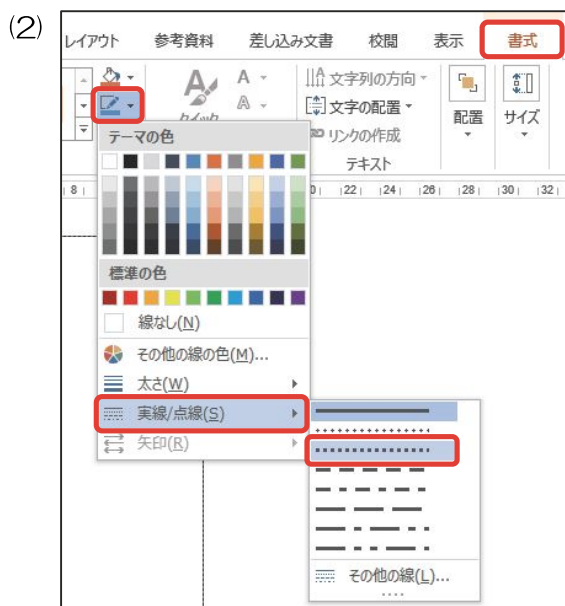 (2)
レイアウト 参考資料 差し込み文書 校閲 表示 書式
A A 文字列の方向
文字の配置 配置 サイズ
リンクの作成
テーマの色 テキスト
8 22 24 26 28 30 32
標準の色
線なし(N)
その他の線の色(M)...
太さ(W)
実線/点線(S)
矢印(R)
その他の線(L)...